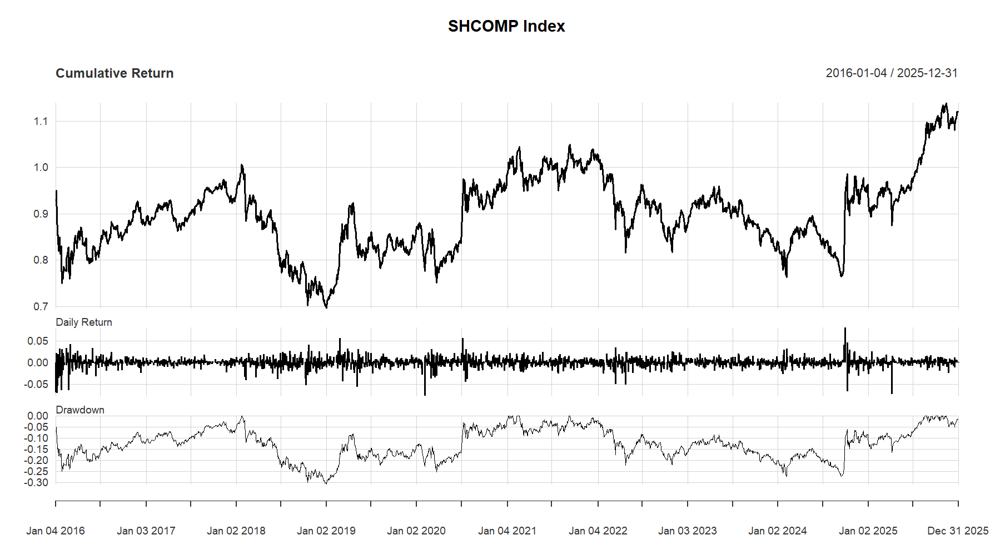 SHCOMP Index
Cumulative Return
2016-01-04 / 2025-12-31
1.1
1.0
0.9
0.8
0.7
Daily Return
0.05
0.00
-0.05
Drawdown
0.00
-0.05
-0.10
-0.15
-0.20
-0.25
-0.30
Jan 04 2016 Jan 03 2017 Jan 02 2018 Jan 02 2019 Jan 02 2020 Jan 04 2021 Jan 04 2022 Jan 03 2023 Jan 02 2024 Jan 02 2025 Dec 31 2025